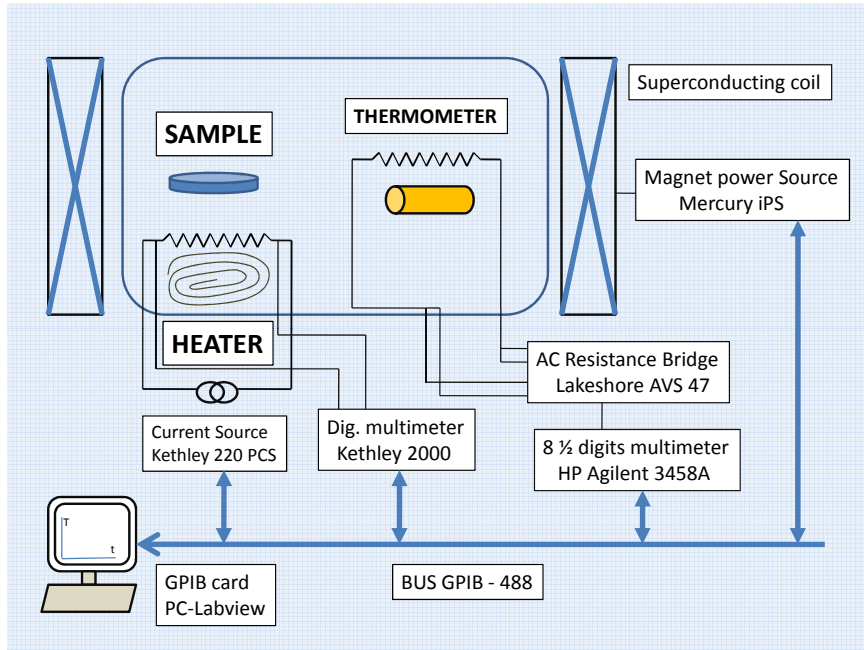 Superconducting coil
SAMPLE
THERMOMETER
Magnet power Source
Mercury iPS
HEATER
AC Resistance Bridge
Lakeshore AVS 47
Current Source
Kethley 220 PCS
Dig. multimeter
Kethley 2000
8 ½ digits multimeter
HP Agilent 3458A
T
t
GPIB card
PC-Labview
BUS GPIB - 488